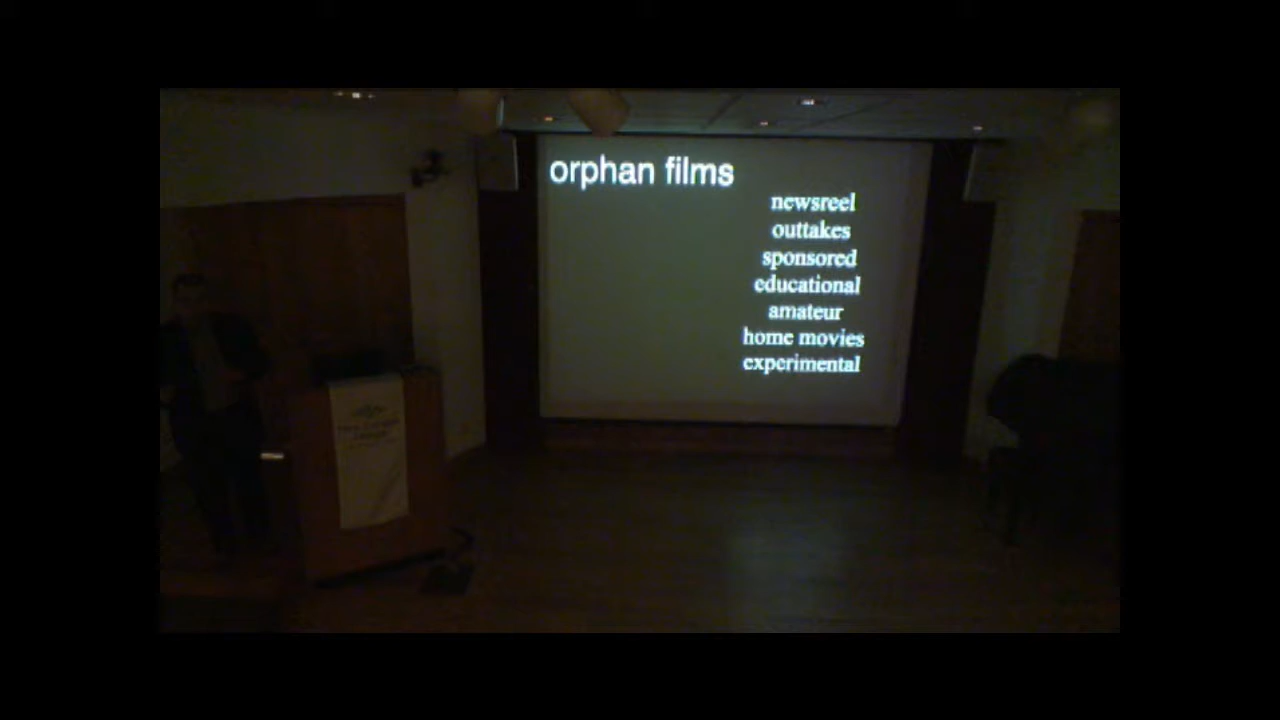 orphan films
newsreel
outtakes
sponsored
educational
amateur
home movies
experimental